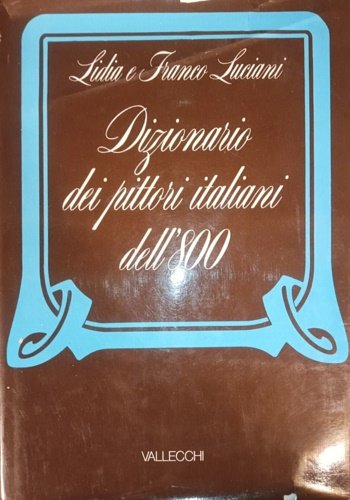 Lidia e Franco Luciani
Dizionario
dei pittori italiani
dell'800
VALLECCHI